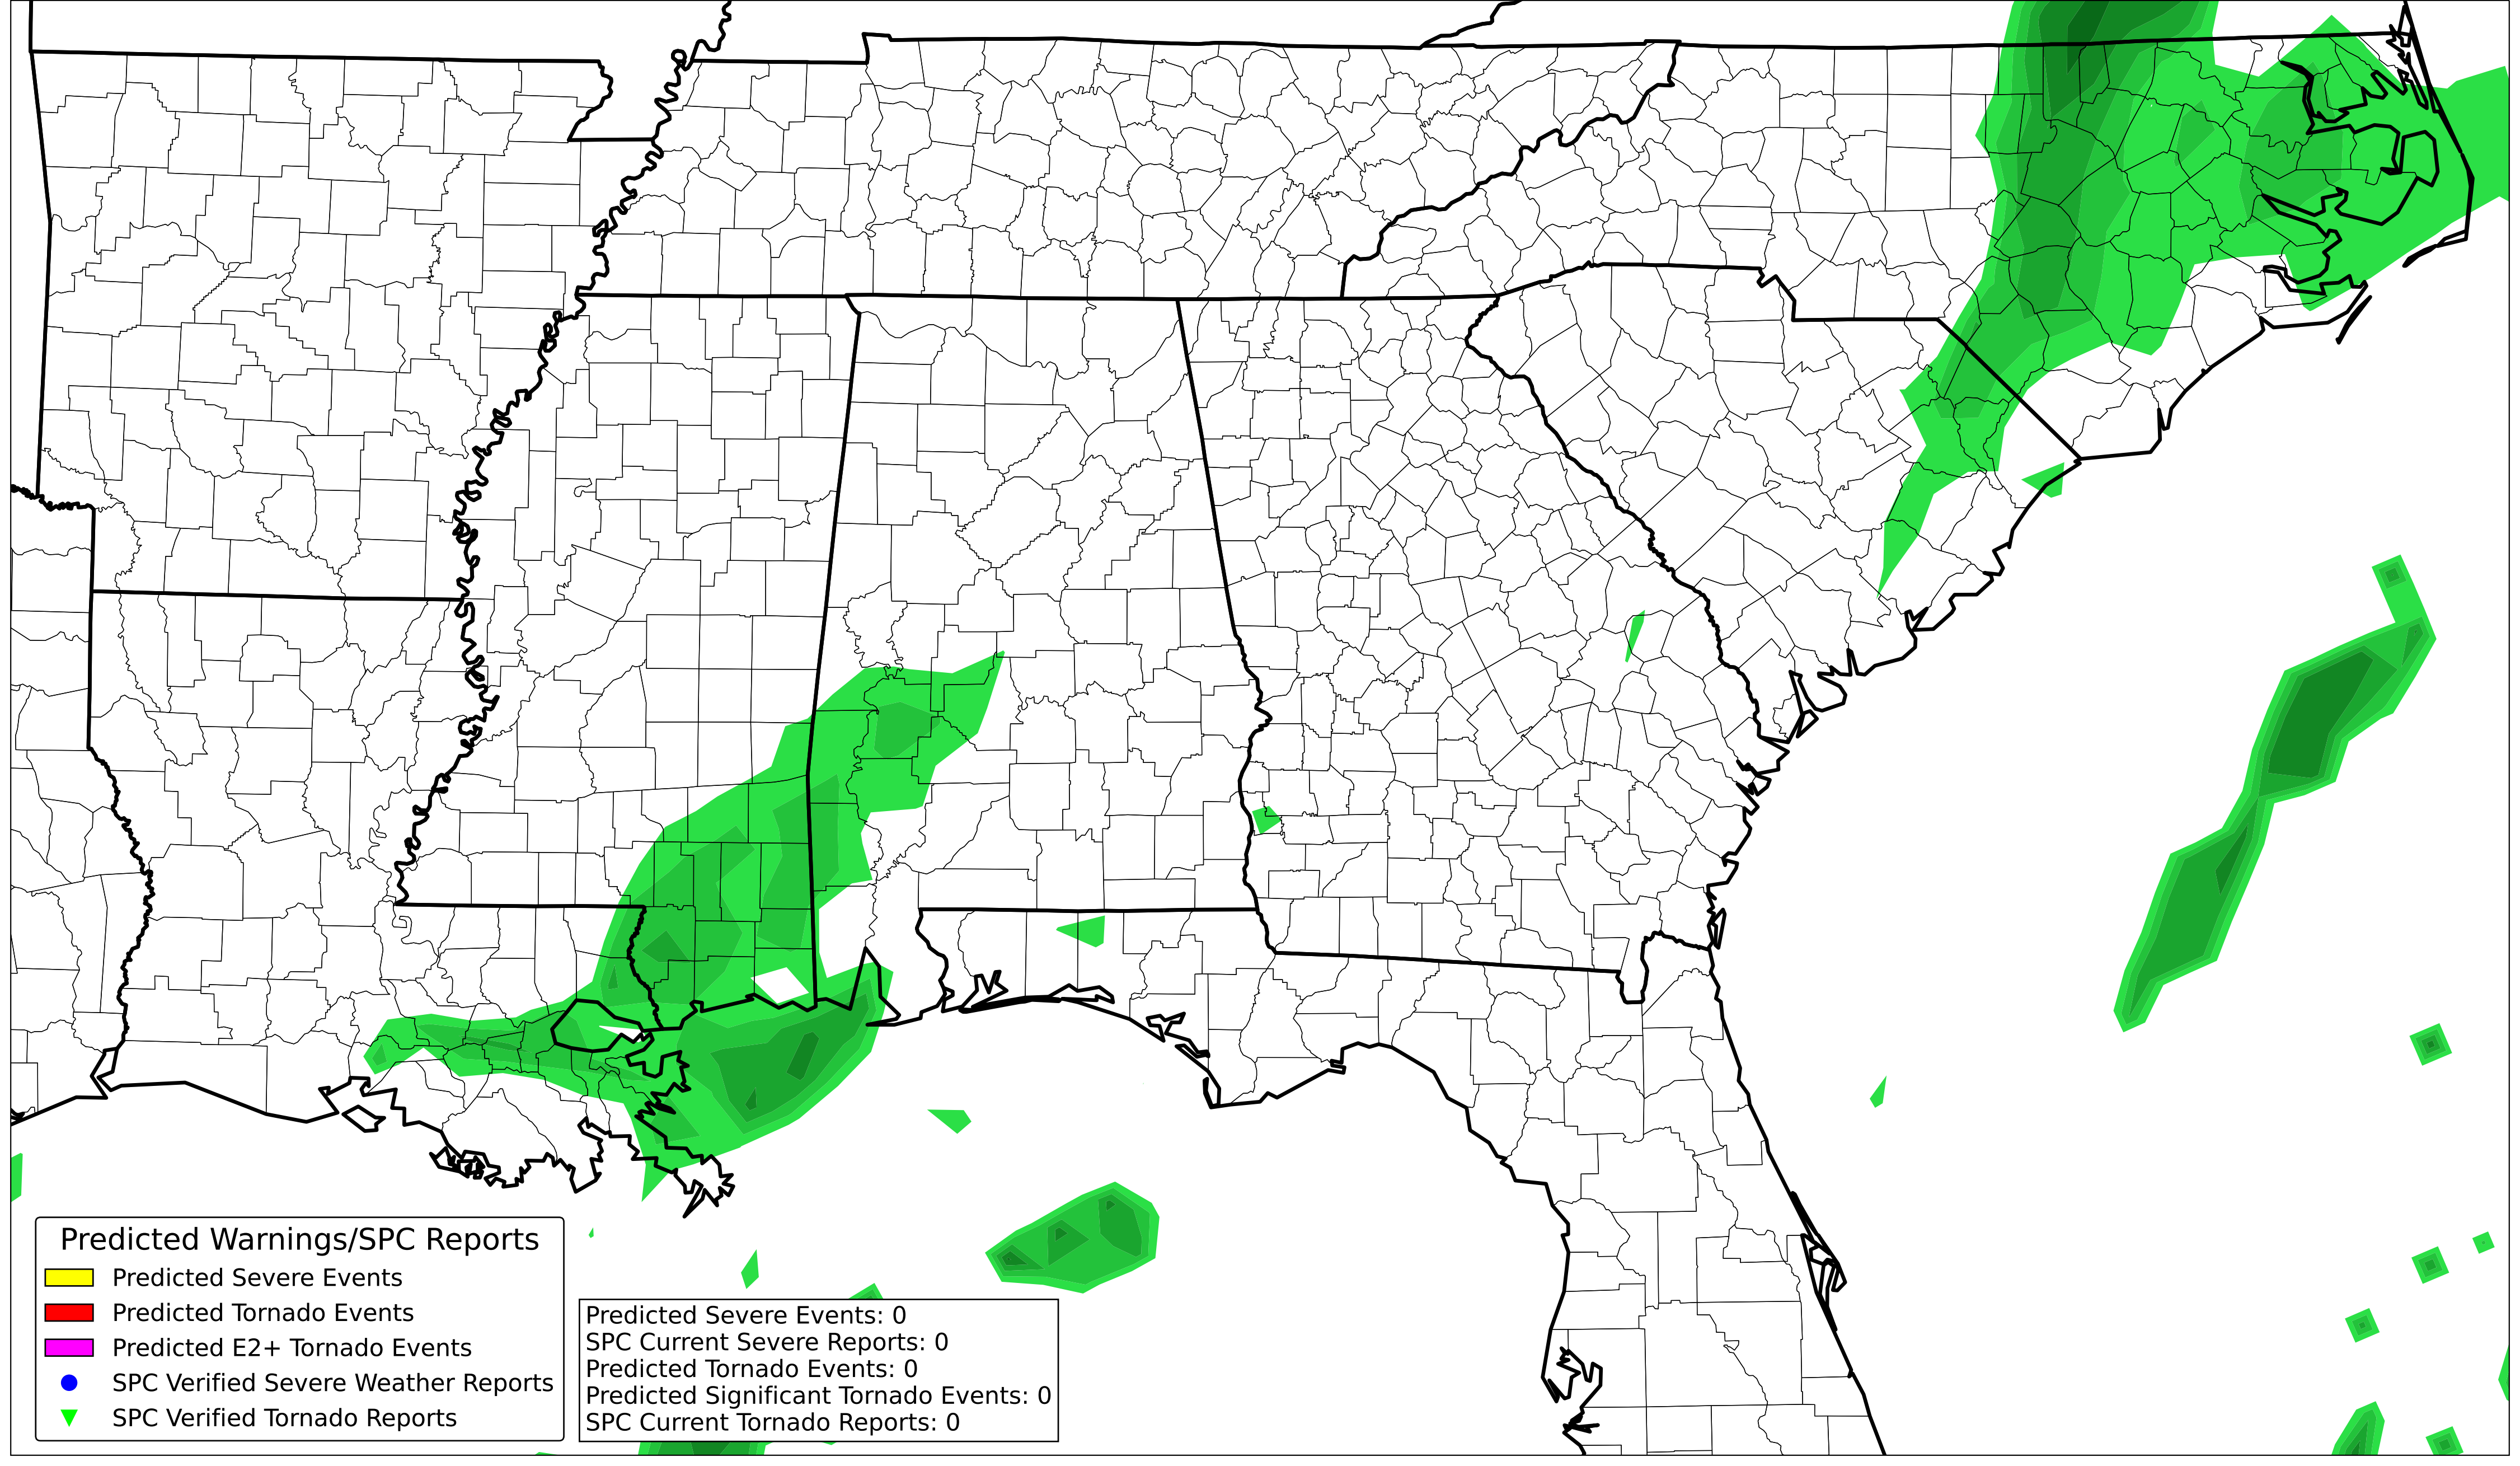 Predicted Warnings/SPC Reports
Predicted Severe Events
Predicted Tornado Events
Predicted E2+ Tornado Events
SPC Verified Severe Weather Reports
SPC Verified Tornado Reports
Predicted Severe Events: 0
SPC Current Severe Reports: 0
Predicted Tornado Events: 0
Predicted Significant Tornado Events: 0
SPC Current Tornado Reports: 0